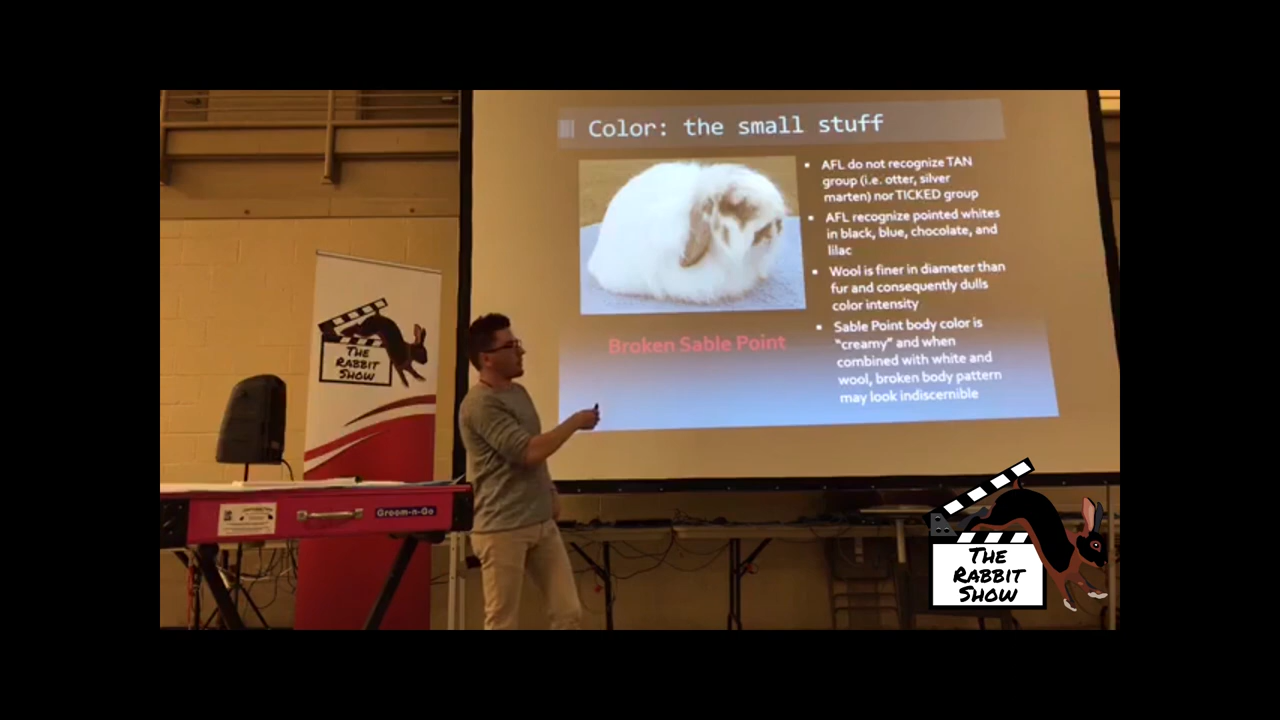 Color: the small stuff
• AFL do not recognize TAN
group (i.e. otter, silver
marten) nor TICKED group
• AFL recognize pointed whites
in black, blue, chocolate, and
lilac
• Wool is finer in diameter than
fur and consequently dulls
color intensity
• Sable Point body color is
"creamy" and when
combined with white and
wool, broken body pattern
may look indiscernible
Broken Sable Point
THE
RABBIT
SHOW
Groom-n-Go
THE
RABBIT
SHOW